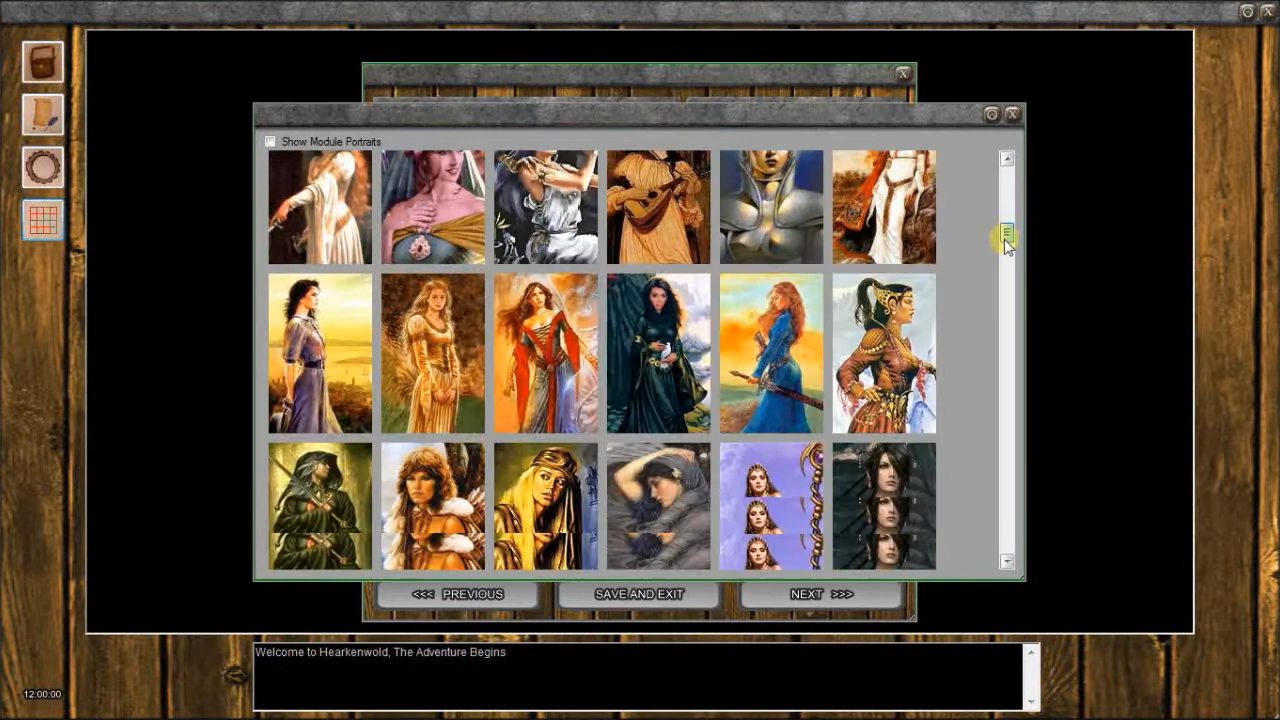 Show Module Portraits
<<< PREVIOUS
SAVE AND EXIT
NEXT >>>
Welcome to Hearkenwold, The Adventure Begins
12:00:00